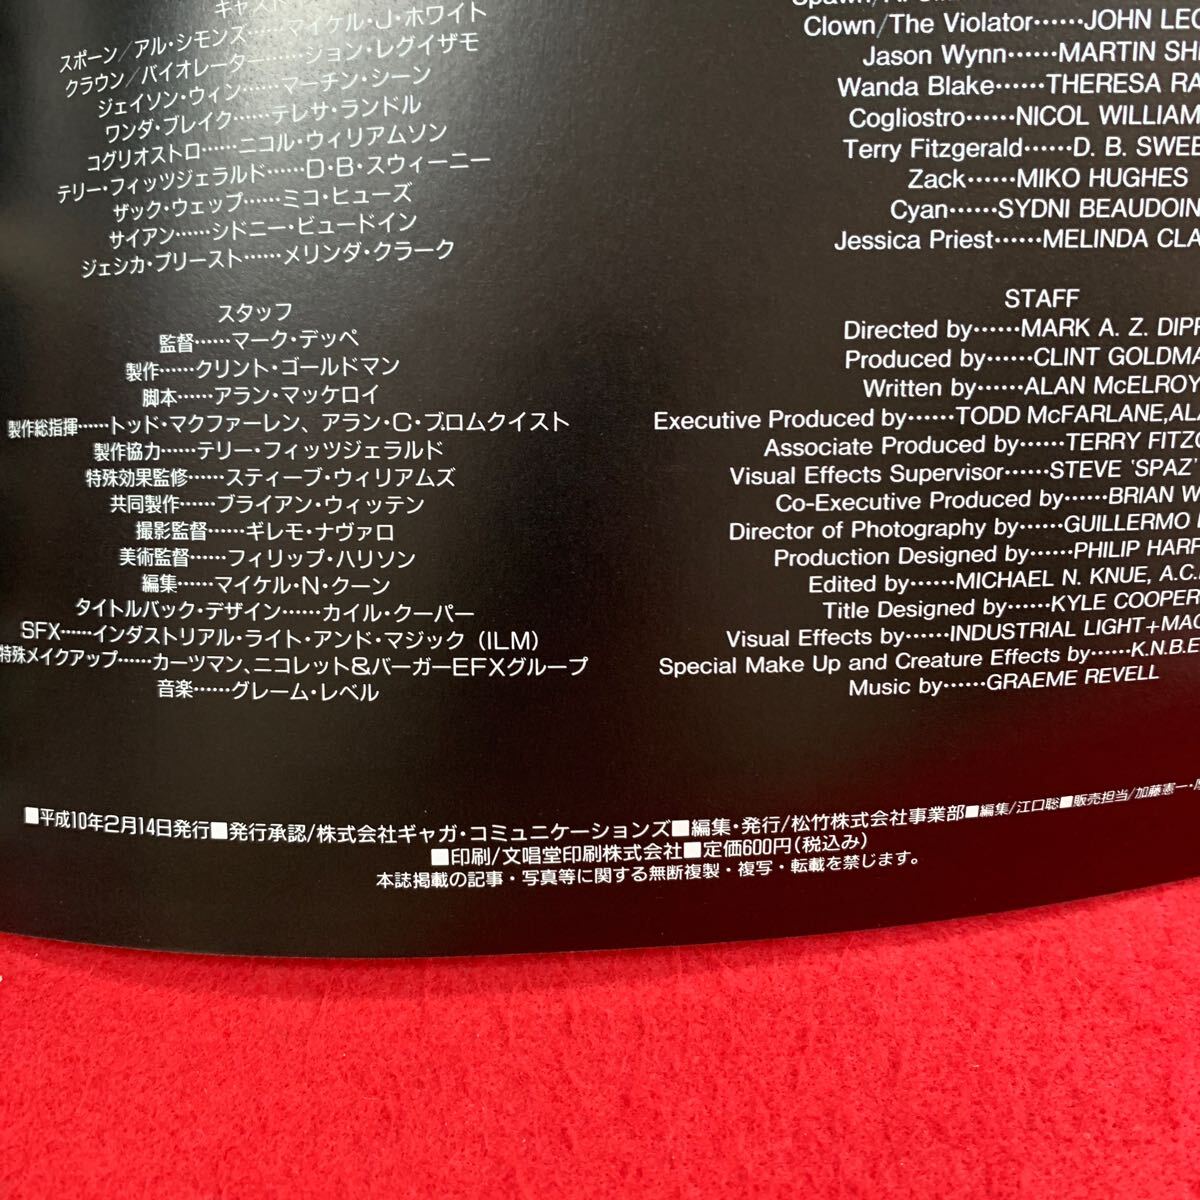 キャスト
スポーン/アル・シモンズ……マイケル・J・ホワイト
クラウン/バイオレーター……ジョン・レグイザモ
ジェイソン・ウィン……マーチン・シーン
ワンダ・ブレイク……テレサ・ランドル
コグリオストロ……ニコル・ウィリアムソン
テリー・フィッツジェラルド……D・B・スウィーニー
ザック・ウェップ……ミコ・ヒューズ
サイアン……シドニー・ビュードイン
ジェシカ・プリースト……メリンダ・クラーク
スタッフ
監督……マーク・デッペ
製作……クリント・ゴールドマン
脚本……アラン・マッケロイ
製作総指揮……トッド・マクファーレン、アラン・C・ブロムクイスト
製作協力……テリー・フィッツジェラルド
特殊効果監修……スティーブ・ウィリアムズ
共同製作……ブライアン・ウィッテン
撮影監督……ギレモ・ナヴァロ
美術監督……フィリップ・ハリソン
編集……マイケル・N・クーン
タイトルバック・デザイン……カイル・クーパー
SFX……インダストリアル・ライト・アンド・マジック(ILM)
特殊メイクアップ……カーツマン、ニコレット&バーガーEFXグループ
音楽……グレーム・レベル
Clown/The Violator……JOHN LEG
Jason Wynn……MARTIN SHE
Wanda Blake……THERESA RA
Cogliostro……NICOL WILLIAM
Terry Fitzgerald……D. B. SWEE
Zack……MIKO HUGHES
Cyan……SYDNI BEAUDOIN
Jessica Priest……MELINDA CLA
STAFF
Directed by……MARK A. Z. DIPP
Produced by……CLINT GOLDMA
Written by……ALAN McELROY
Executive Produced by……TODD McFARLANE,AL
Associate Produced by……TERRY FITZG
Visual Effects Supervisor……STEVE 'SPAZ'
Co-Executive Produced by……BRIAN W
Director of Photography by……GUILLERMO
Production Designed by……PHILIP HARR
Edited by……MICHAEL N. KNUE, A.C.
Title Designed by……KYLE COOPER
Visual Effects by……INDUSTRIAL LIGHT+MAG
Special Make Up and Creature Effects by……K.N.B.E
Music by……GRAEME REVELL
■平成10年2月14日発行■発行承認/株式会社ギャガ・コミュニケーションズ■編集・発行/松竹株式会社事業部■編集/江口聡■販売担当/加藤憲一・
■印刷/文唱堂印刷株式会社■定価600円(税込み)
本誌掲載の記事・写真等に関する無断複製・複写・転載を禁じます。